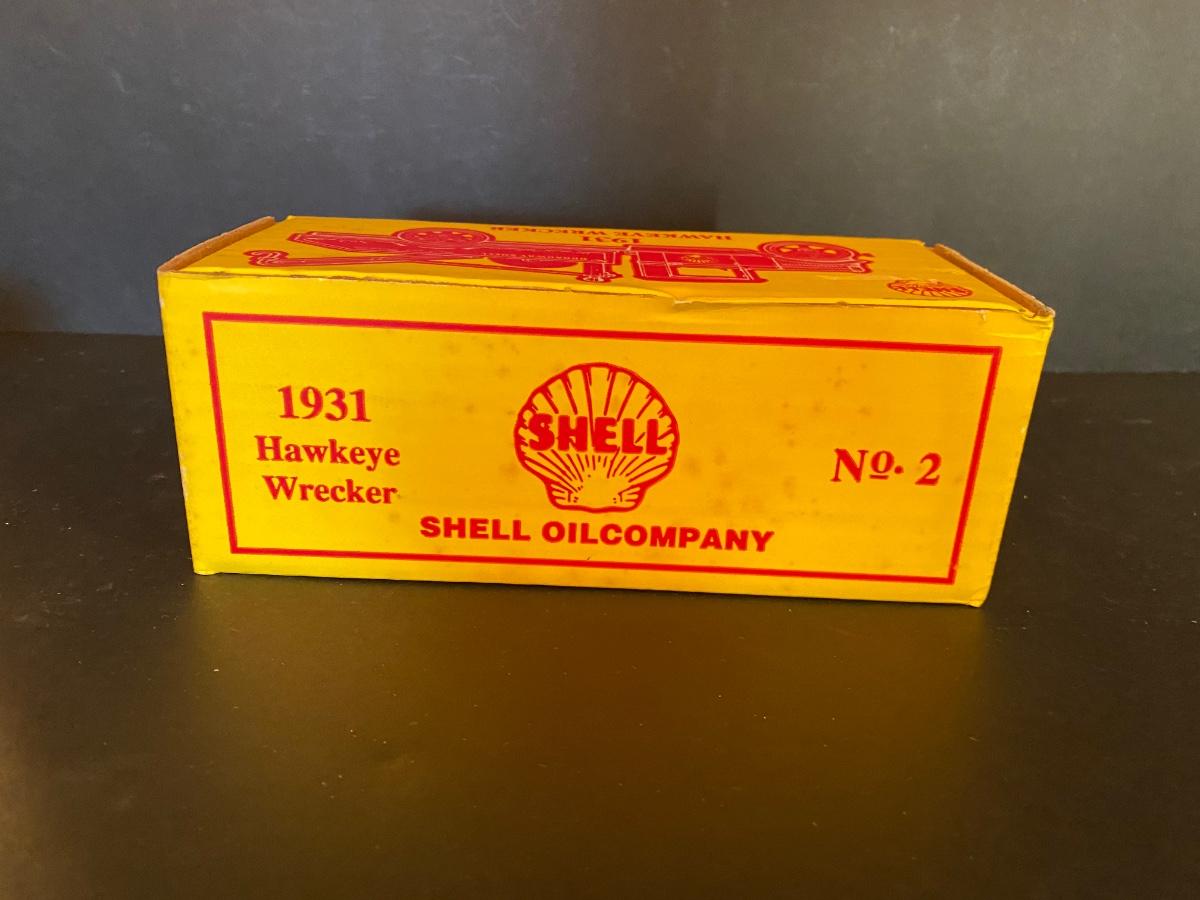 1931
HAWKEYE WRECKER
1931
Hawkeye
Wrecker
SHELL
SHELL OILCOMPANY
No. 2